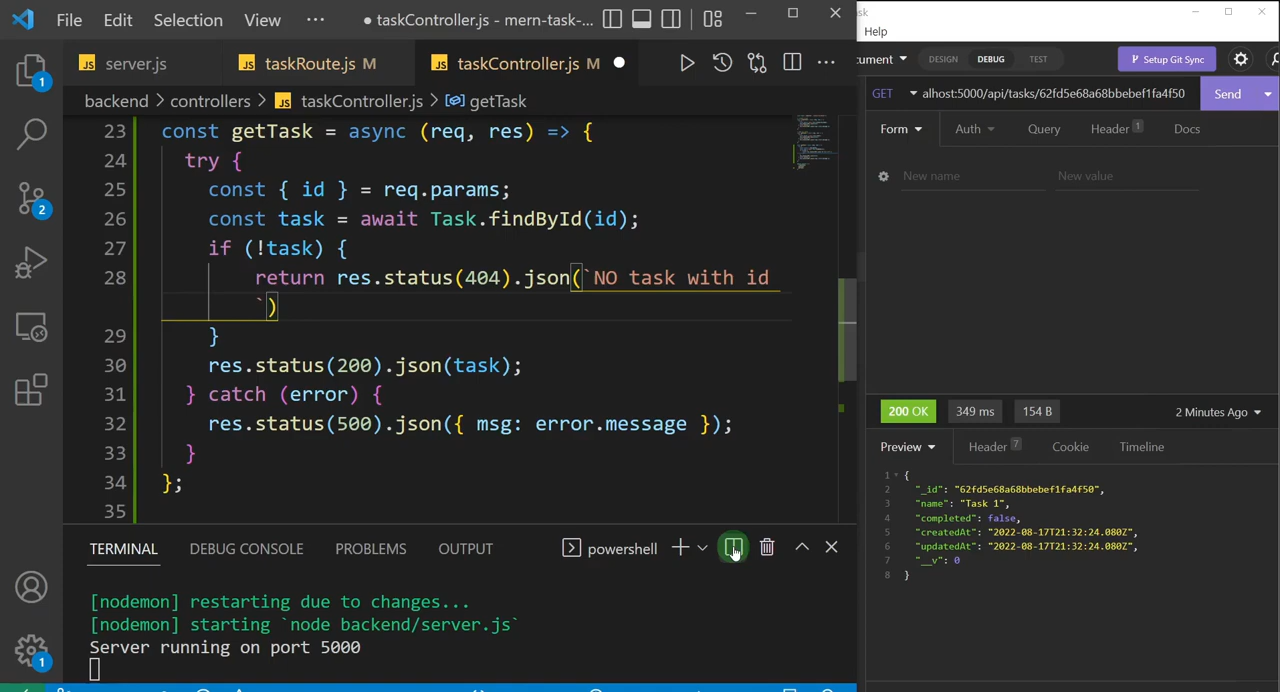 File Edit Selection View ··· ● taskController.js - mern-task-...
server.js taskRoute.js M taskController.js M ●
backend > controllers > JS taskController.js > getTask
23 const getTask = async (req, res) => {
24 try {
25 const { id } = req.params;
26 const task = await Task.findById(id);
27 if (!task) {
28 return res.status(404).json(`NO task with id
`)
29 }
30 res.status(200).json(task);
31 } catch (error) {
32 res.status(500).json({ msg: error.message });
33 }
34 };
35
TERMINAL DEBUG CONSOLE PROBLEMS OUTPUT powershell
[nodemon] restarting due to changes...
[nodemon] starting `node backend/server.js`
Server running on port 5000
1
2
1
sk
Help
ument DESIGN DEBUG TEST Setup Git Sync
GET alhost:5000/api/tasks/62fd5e68a68bbebef1fa4f50 Send
Form Auth Query Header 1 Docs
New name New value
200 OK 349 ms 154 B 2 Minutes Ago
Preview Header 7 Cookie Timeline
1 {
2 "_id": "62fd5e68a68bbebef1fa4f50",
3 "name": "Task 1",
4 "completed": false,
5 "createdAt": "2022-08-17T21:32:24.080Z",
6 "updatedAt": "2022-08-17T21:32:24.080Z",
7 "__v": 0
8 }